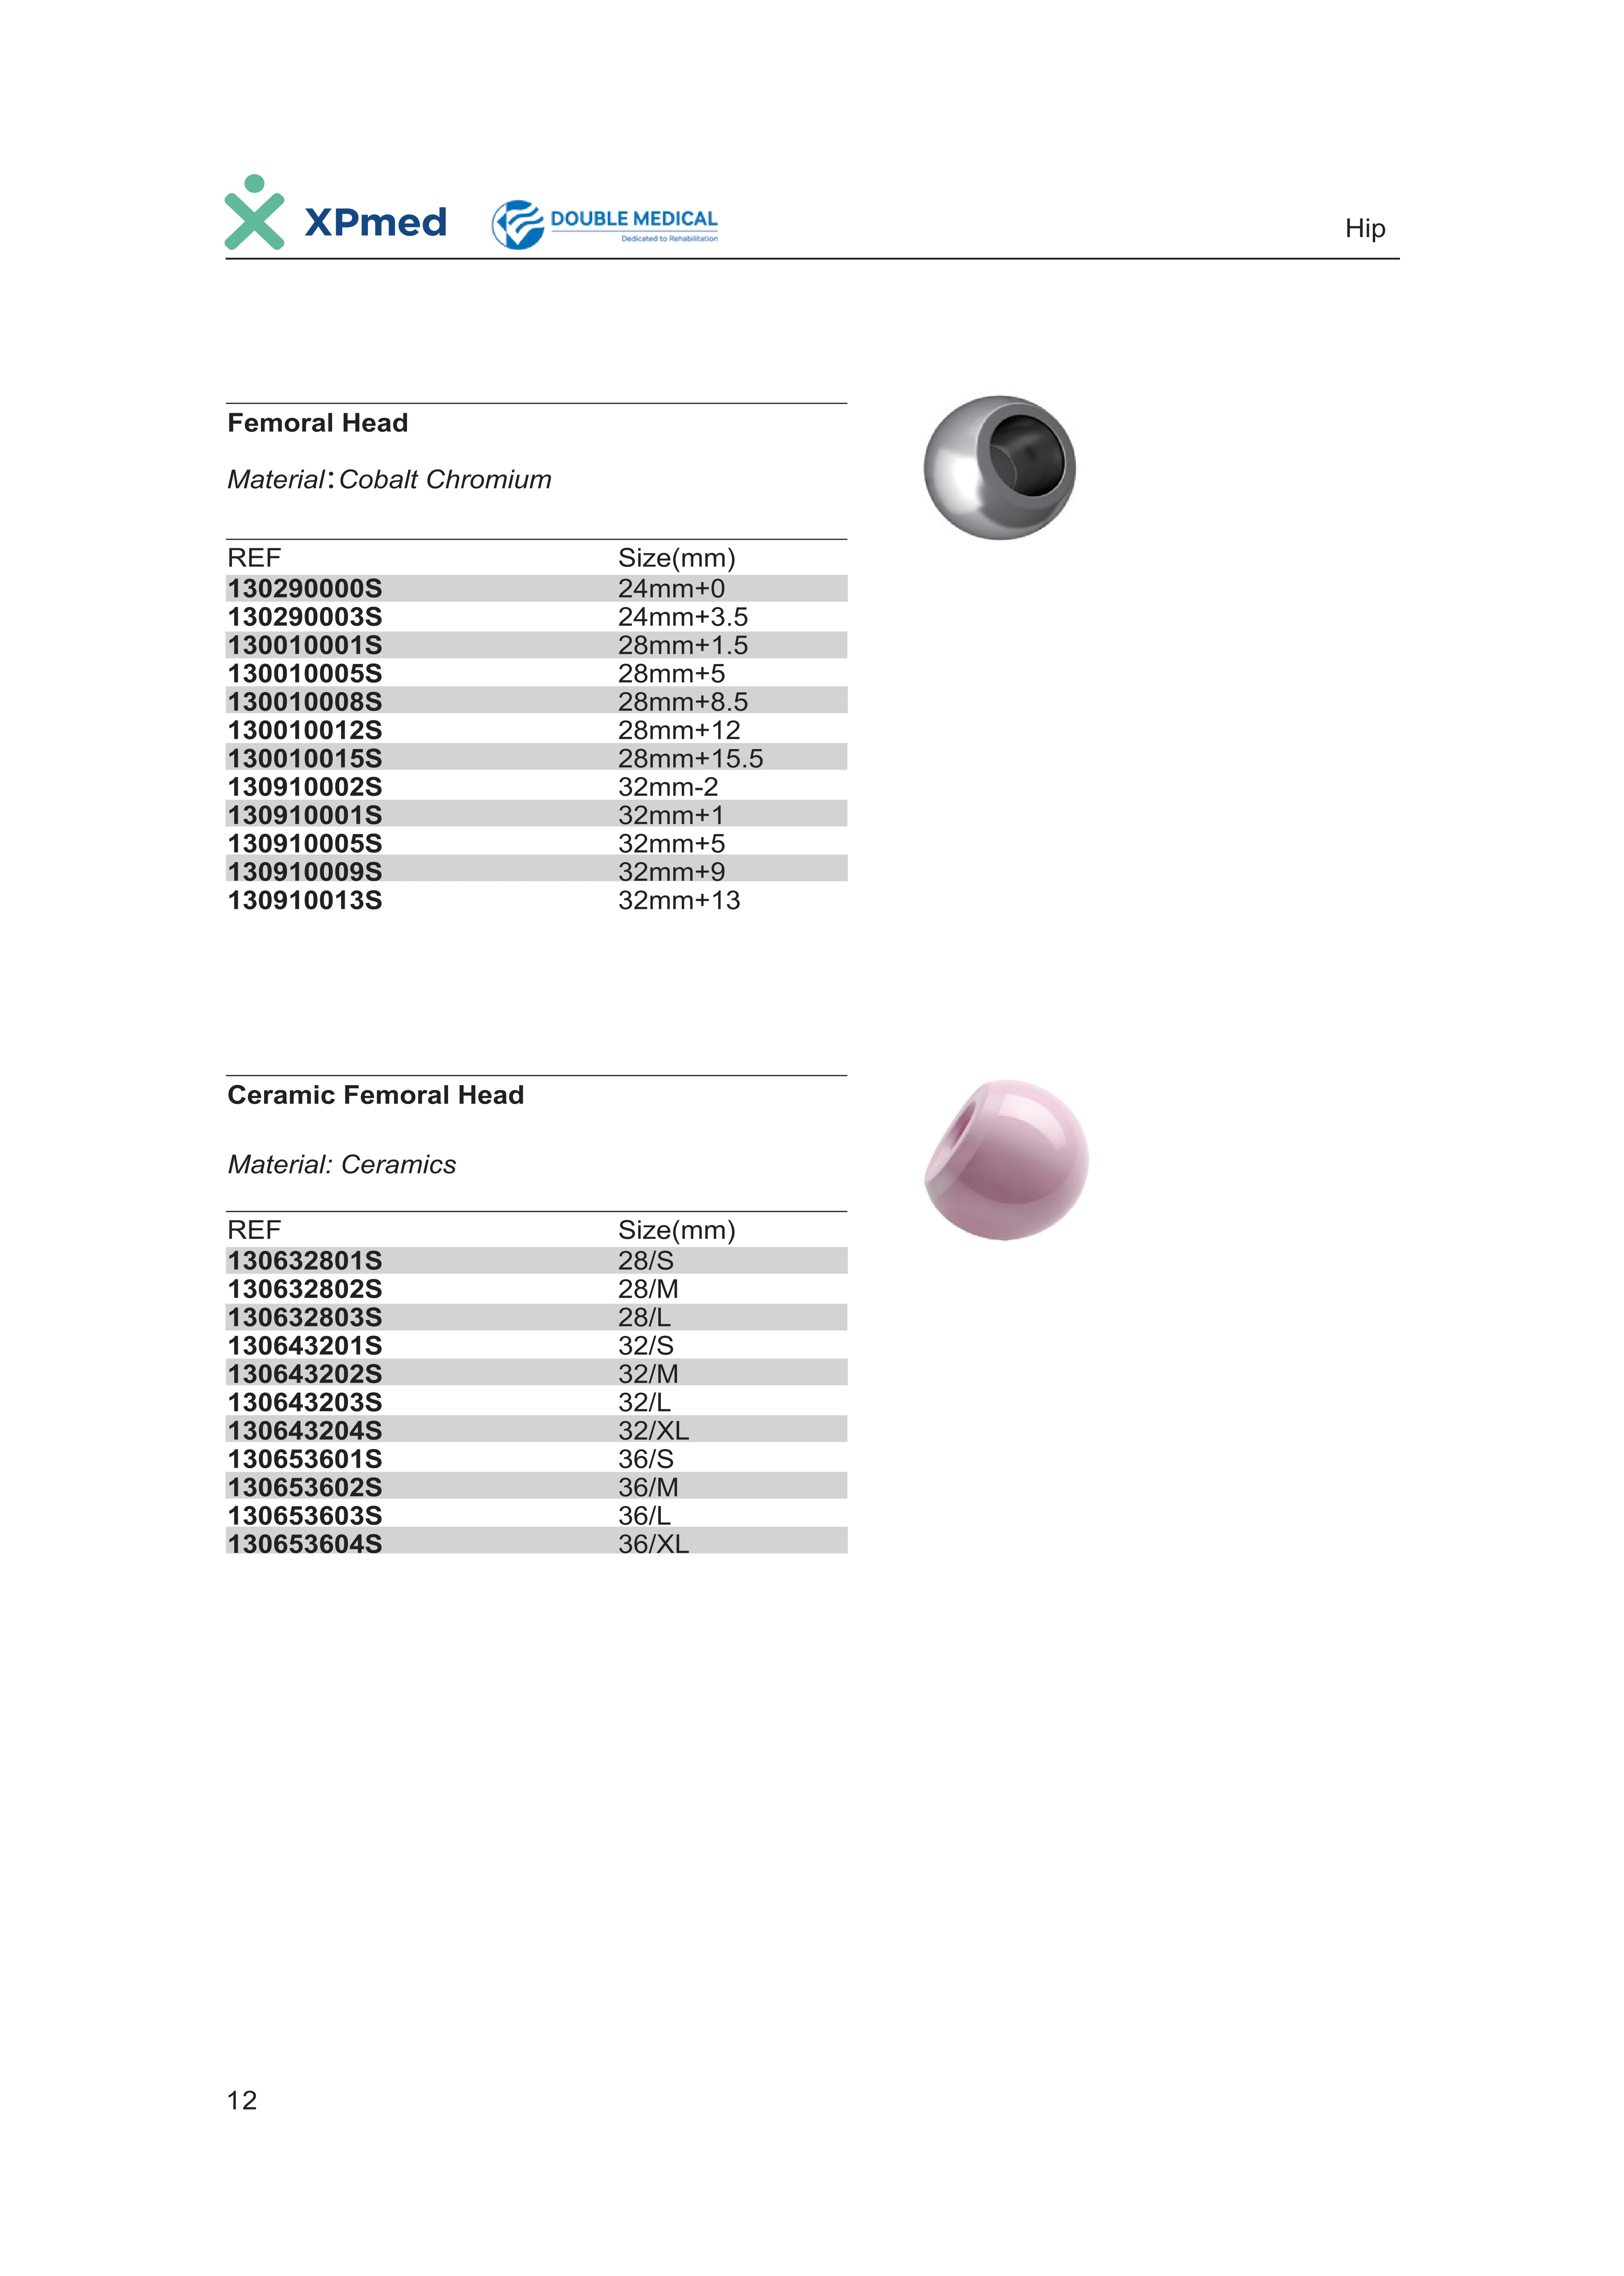 XPmed DOUBLE MEDICAL Hip
Dedicated to Rehabilitation
Femoral Head
Material:Cobalt Chromium
REF Size(mm)
130290000S 24mm+0
130290003S 24mm+3.5
130010001S 28mm+1.5
130010005S 28mm+5
130010008S 28mm+8.5
130010012S 28mm+12
130010015S 28mm+15.5
130910002S 32mm-2
130910001S 32mm+1
130910005S 32mm+5
130910009S 32mm+9
130910013S 32mm+13
Ceramic Femoral Head
Material: Ceramics
REF Size(mm)
130632801S 28/S
130632802S 28/M
130632803S 28/L
130643201S 32/S
130643202S 32/M
130643203S 32/L
130643204S 32/XL
130653601S 36/S
130653602S 36/M
130653603S 36/L
130653604S 36/XL
12